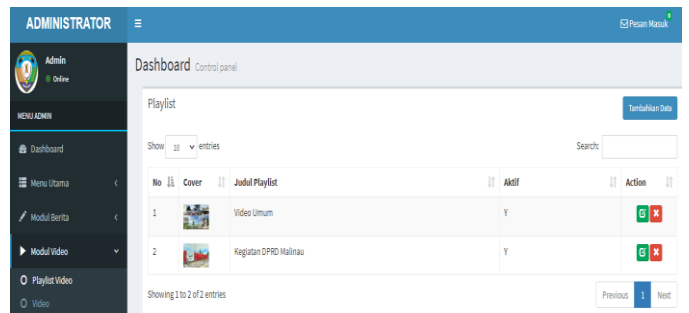 ADMINISTRATOR
Pesan Masuk 0
Admin
Online
MENU ADMIN
Dashboard
Menu Utama
Modul Berita
Modul Video
Playlist Video
Video
Dashboard Control panel
Playlist
Tambahkan Data
Show 10 entries
Search:
No Cover Judul Playlist Aktif Action
1 Video Umum Y
2 Kegiatan DPRD Malinau Y
Showing 1 to 2 of 2 entries
Previous 1 Next